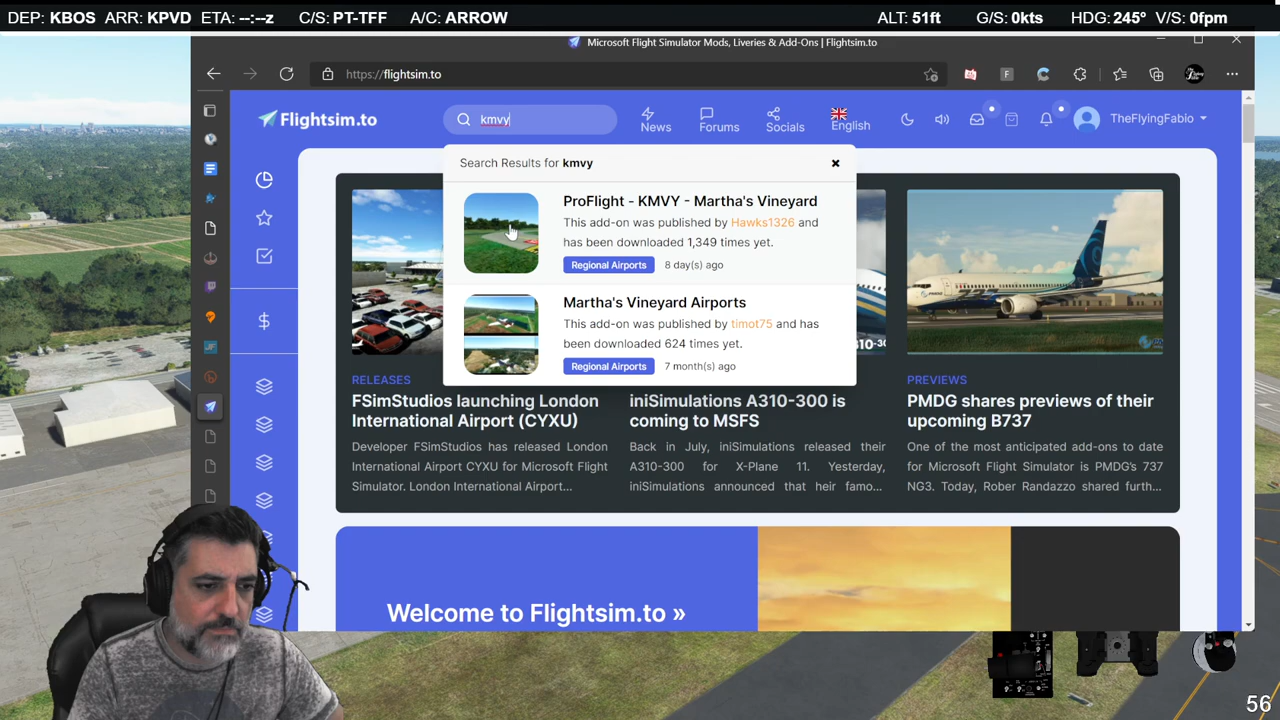 DEP: KBOS ARR: KPVD ETA: --:--z C/S: PT-TFF A/C: ARROW ALT: 51ft G/S: 0kts HDG: 245° V/S: 0fpm
Microsoft Flight Simulator Mods, Liveries & Add-Ons | Flightsim.to
https://flightsim.to
Flightsim.to
kmvy
News
Forums
Socials
English
TheFlyingFabio
Search Results for kmvy
ProFlight - KMVY - Martha's Vineyard
This add-on was published by Hawks1326 and
has been downloaded 1,349 times yet.
Regional Airports 8 day(s) ago
Martha's Vineyard Airports
This add-on was published by timot75 and has
been downloaded 624 times yet.
Regional Airports 7 month(s) ago
RELEASES
FSimStudios launching London
International Airport (CYXU)
Developer FSimStudios has released London
International Airport CYXU for Microsoft Flight
Simulator. London International Airport...
iniSimulations A310-300 is
coming to MSFS
Back in July, iniSimulations released their
A310-300 for X-Plane 11. Yesterday,
iniSimulations announced that heir famo...
PREVIEWS
PMDG shares previews of their
upcoming B737
One of the most anticipated add-ons to date
for Microsoft Flight Simulator is PMDG's 737
NG3. Today, Rober Randazzo shared furth...
Welcome to Flightsim.to »
56